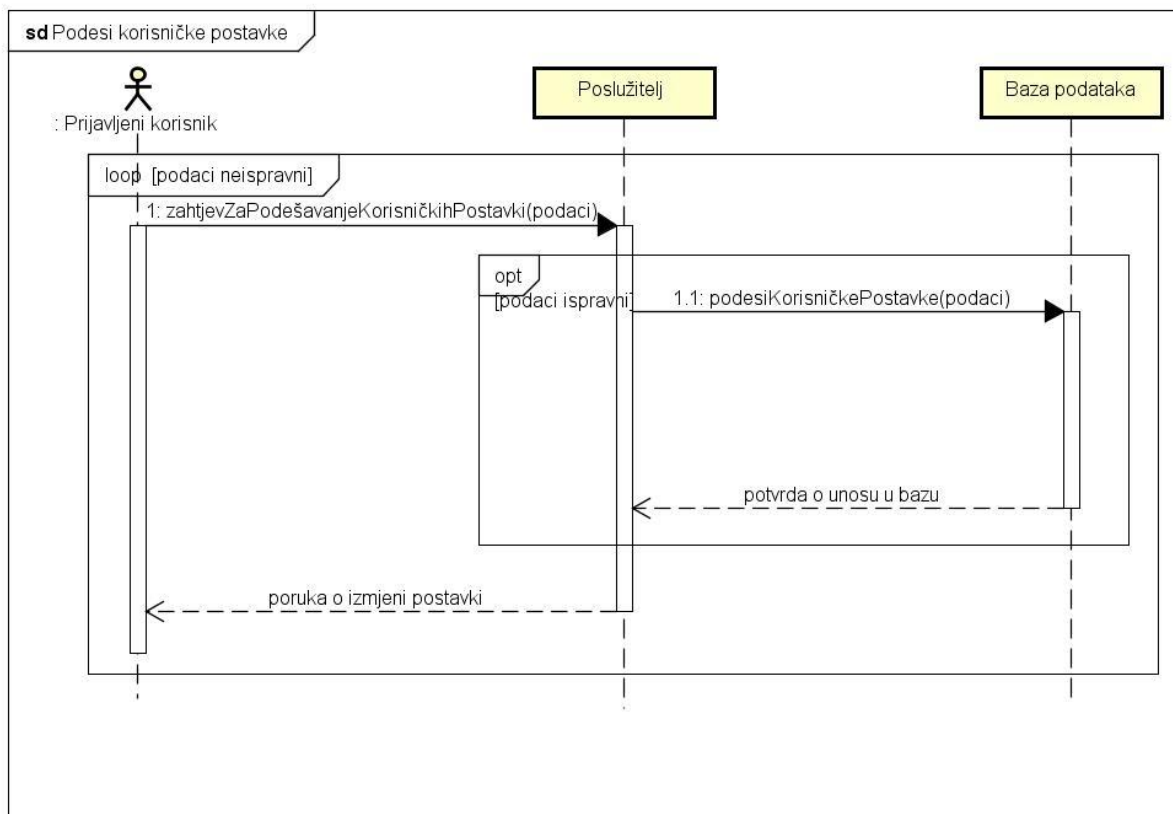 sd Podesi korisničke postavke
: Prijavljeni korisnik
Poslužitelj
Baza podataka
loop [podaci neispravni]
1: zahtjevZaPodešavanjeKorisničkihPostavki(podaci)
opt
[podaci ispravni]
1.1: podesiKorisničkePostavke(podaci)
potvrda o unosu u bazu
poruka o izmjeni postavki